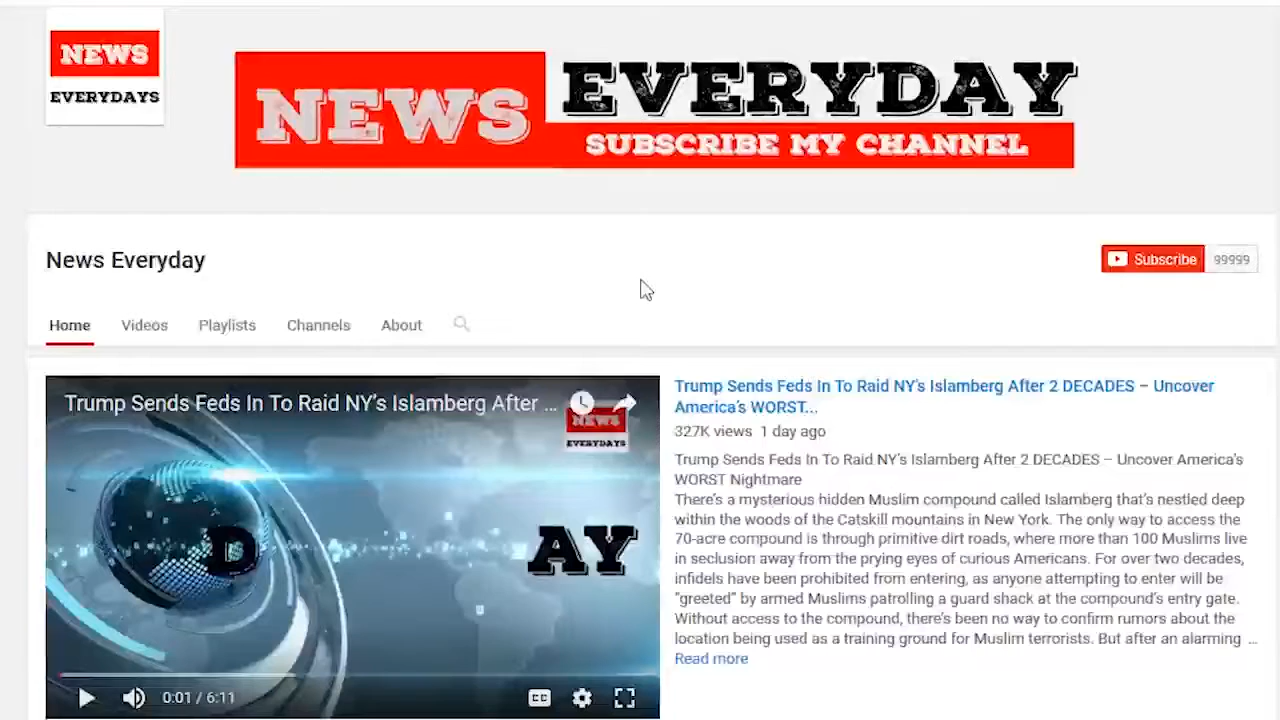 NEWS
EVERYDAYS
NEWS
EVERYDAY
SUBSCRIBE MY CHANNEL
News Everyday
Subscribe 99999
Home Videos Playlists Channels About
Trump Sends Feds In To Raid NY's Islamberg After ...
NEWS
EVERYDAYS
D AY
0:01 / 6:11
CC
Trump Sends Feds In To Raid NY's Islamberg After 2 DECADES – Uncover
America's WORST...
327K views 1 day ago
Trump Sends Feds In To Raid NY's Islamberg After 2 DECADES – Uncover America's
WORST Nightmare
There's a mysterious hidden Muslim compound called Islamberg that's nestled deep
within the woods of the Catskill mountains in New York. The only way to access the
70-acre compound is through primitive dirt roads, where more than 100 Muslims live
in seclusion away from the prying eyes of curious Americans. For over two decades,
infidels have been prohibited from entering, as anyone attempting to enter will be
"greeted" by armed Muslims patrolling a guard shack at the compound's entry gate.
Without access to the compound, there's been no way to confirm rumors about the
location being used as a training ground for Muslim terrorists. But after an alarming ...
Read more